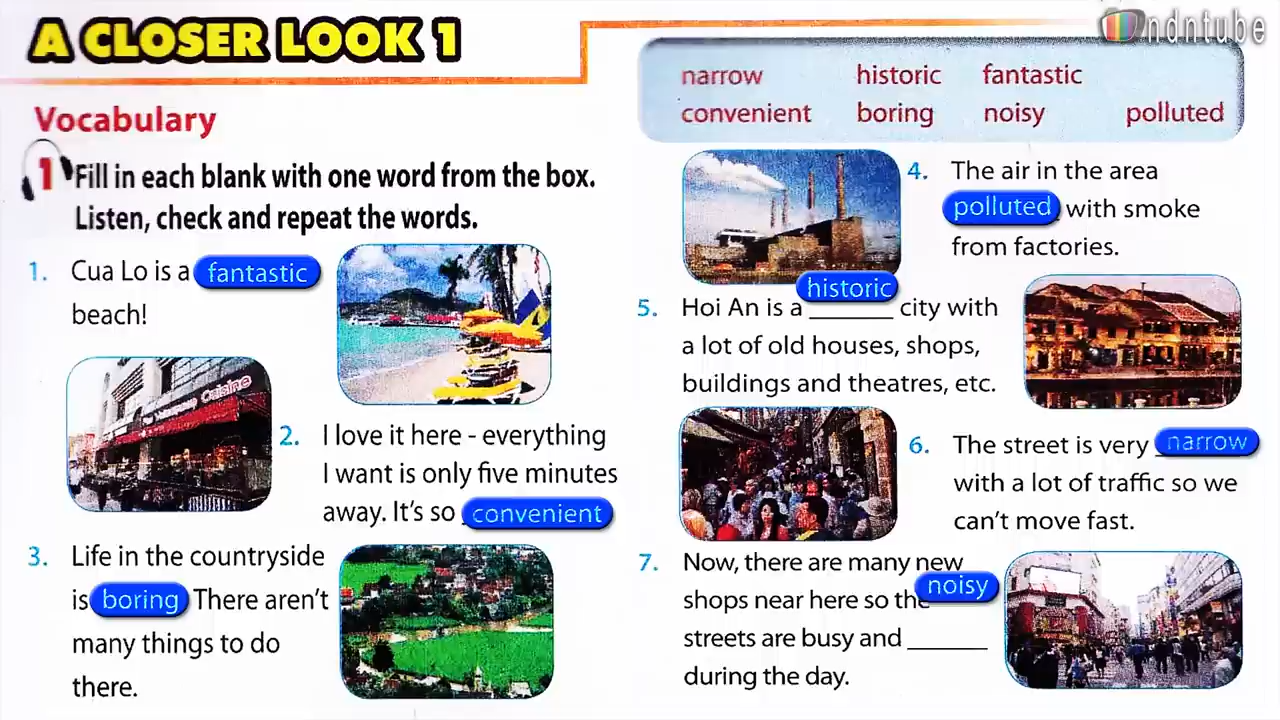 A CLOSER LOOK 1
ndntube
narrow historic fantastic
convenient boring noisy polluted
Vocabulary
1 Fill in each blank with one word from the box.
Listen, check and repeat the words.
1. Cua Lo is a fantastic
beach!
Cuisine
2. I love it here - everything
I want is only five minutes
away. It's so convenient
3. Life in the countryside
is boring There aren't
many things to do
there.
4. The air in the area
polluted with smoke
from factories.
historic
5. Hoi An is a ________ city with
a lot of old houses, shops,
buildings and theatres, etc.
6. The street is very narrow
with a lot of traffic so we
can't move fast.
7. Now, there are many new
noisy
shops near here so the
streets are busy and ________
during the day.